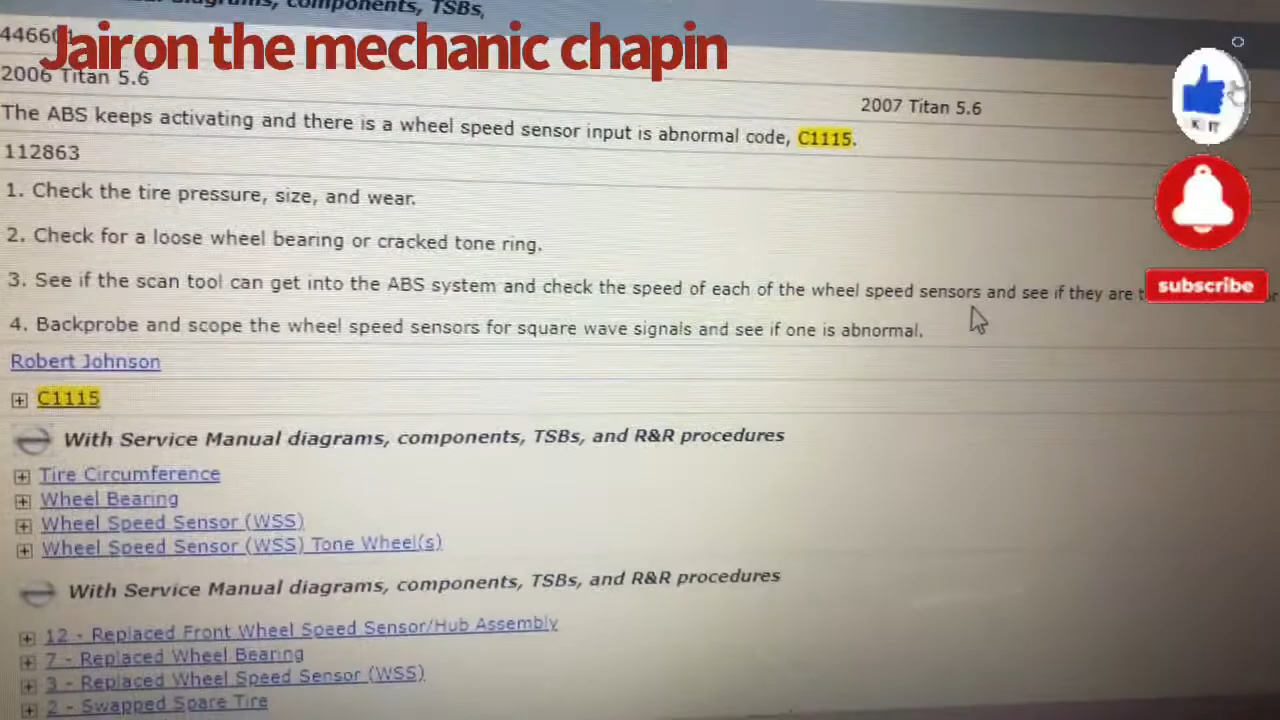 components, TSBs,
Jairon the mechanic chapin
2006 Titan 5.6
2007 Titan 5.6
The ABS keeps activating and there is a wheel speed sensor input is abnormal code, C1115.
112863
1. Check the tire pressure, size, and wear.
2. Check for a loose wheel bearing or cracked tone ring.
3. See if the scan tool can get into the ABS system and check the speed of each of the wheel speed sensors and see if they are
subscribe
4. Backprobe and scope the wheel speed sensors for square wave signals and see if one is abnormal.
Robert Johnson
C1115
With Service Manual diagrams, components, TSBs, and R&R procedures
Tire Circumference
Wheel Bearing
Wheel Speed Sensor (WSS)
Wheel Speed Sensor (WSS) Tone Wheel(s)
With Service Manual diagrams, components, TSBs, and R&R procedures
12 - Replaced Front Wheel Speed Sensor/Hub Assembly
7 - Replaced Wheel Bearing
3 - Replaced Wheel Speed Sensor (WSS)
2 - Swapped Spare Tire